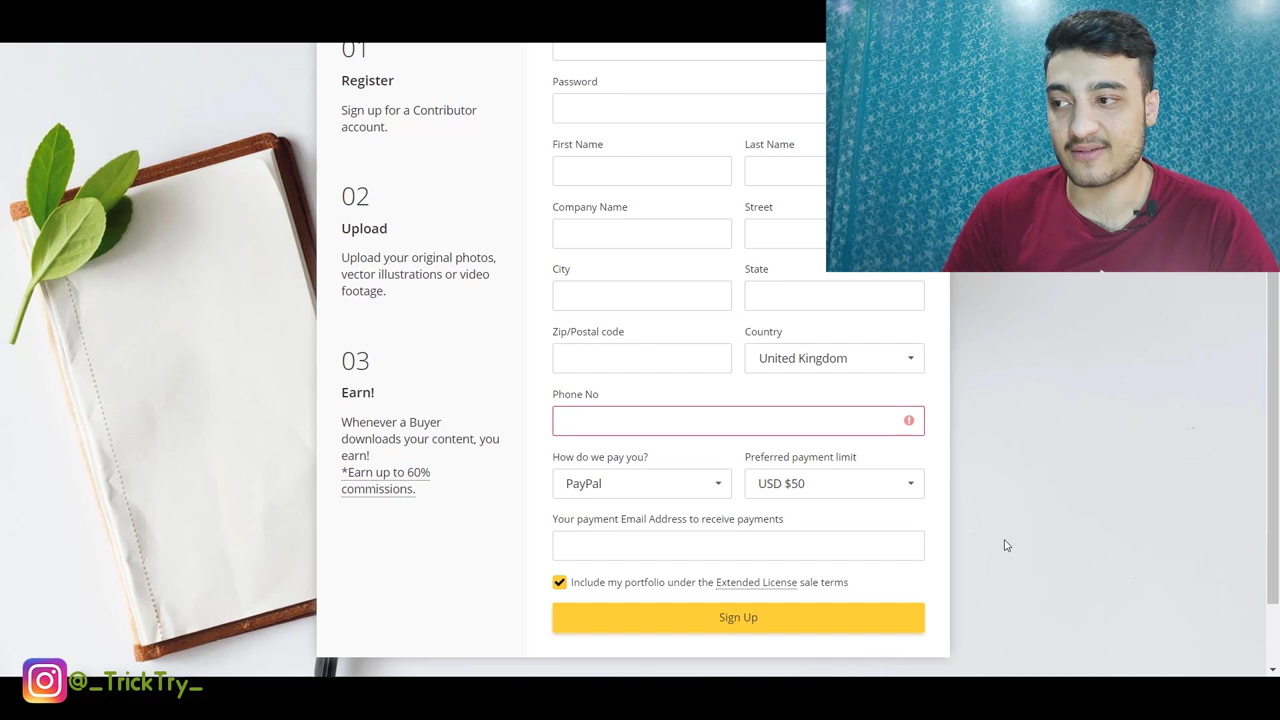 01
Register
Sign up for a Contributor
account.
02
Upload
Upload your original photos,
vector illustrations or video
footage.
03
Earn!
Whenever a Buyer
downloads your content, you
earn!
*Earn up to 60%
commissions.
Password
First Name
Last Name
Company Name
Street
City
State
Zip/Postal code
Country
United Kingdom
Phone No
How do we pay you?
Preferred payment limit
PayPal
USD $50
Your payment Email Address to receive payments
Include my portfolio under the Extended License sale terms
Sign Up
@_TrickTry_